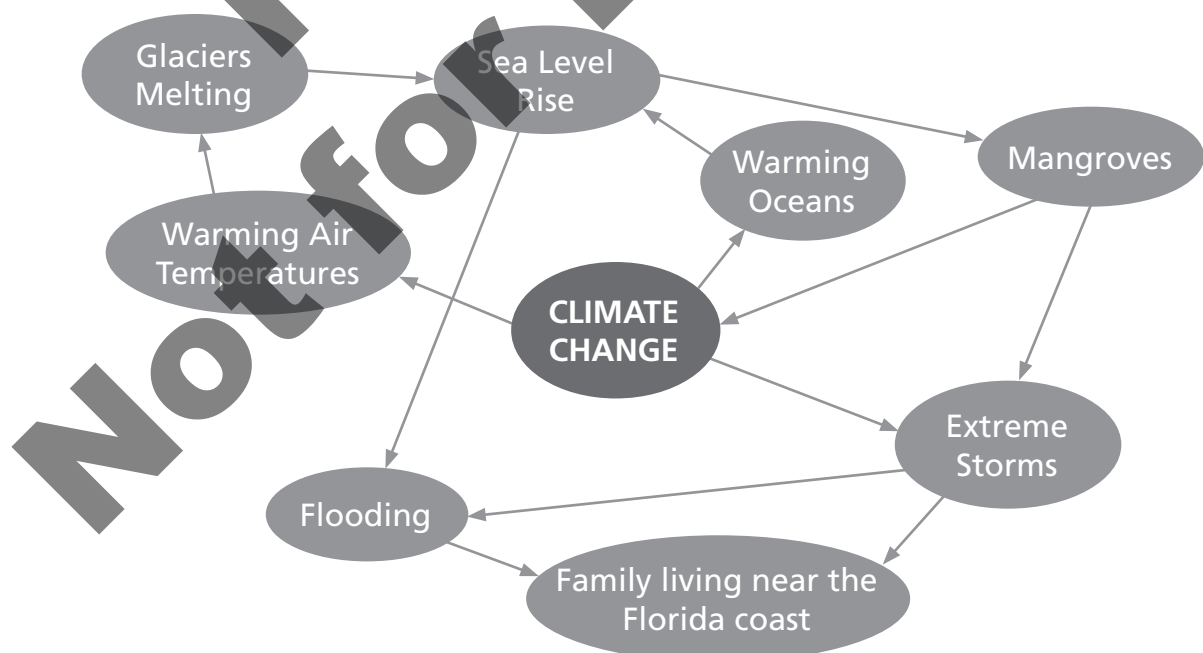 Glaciers
Melting
Sea Level
Rise
Warming
Oceans
Mangroves
Warming Air
Temperatures
CLIMATE
CHANGE
Extreme
Storms
Flooding
Family living near the
Florida coast
Not for